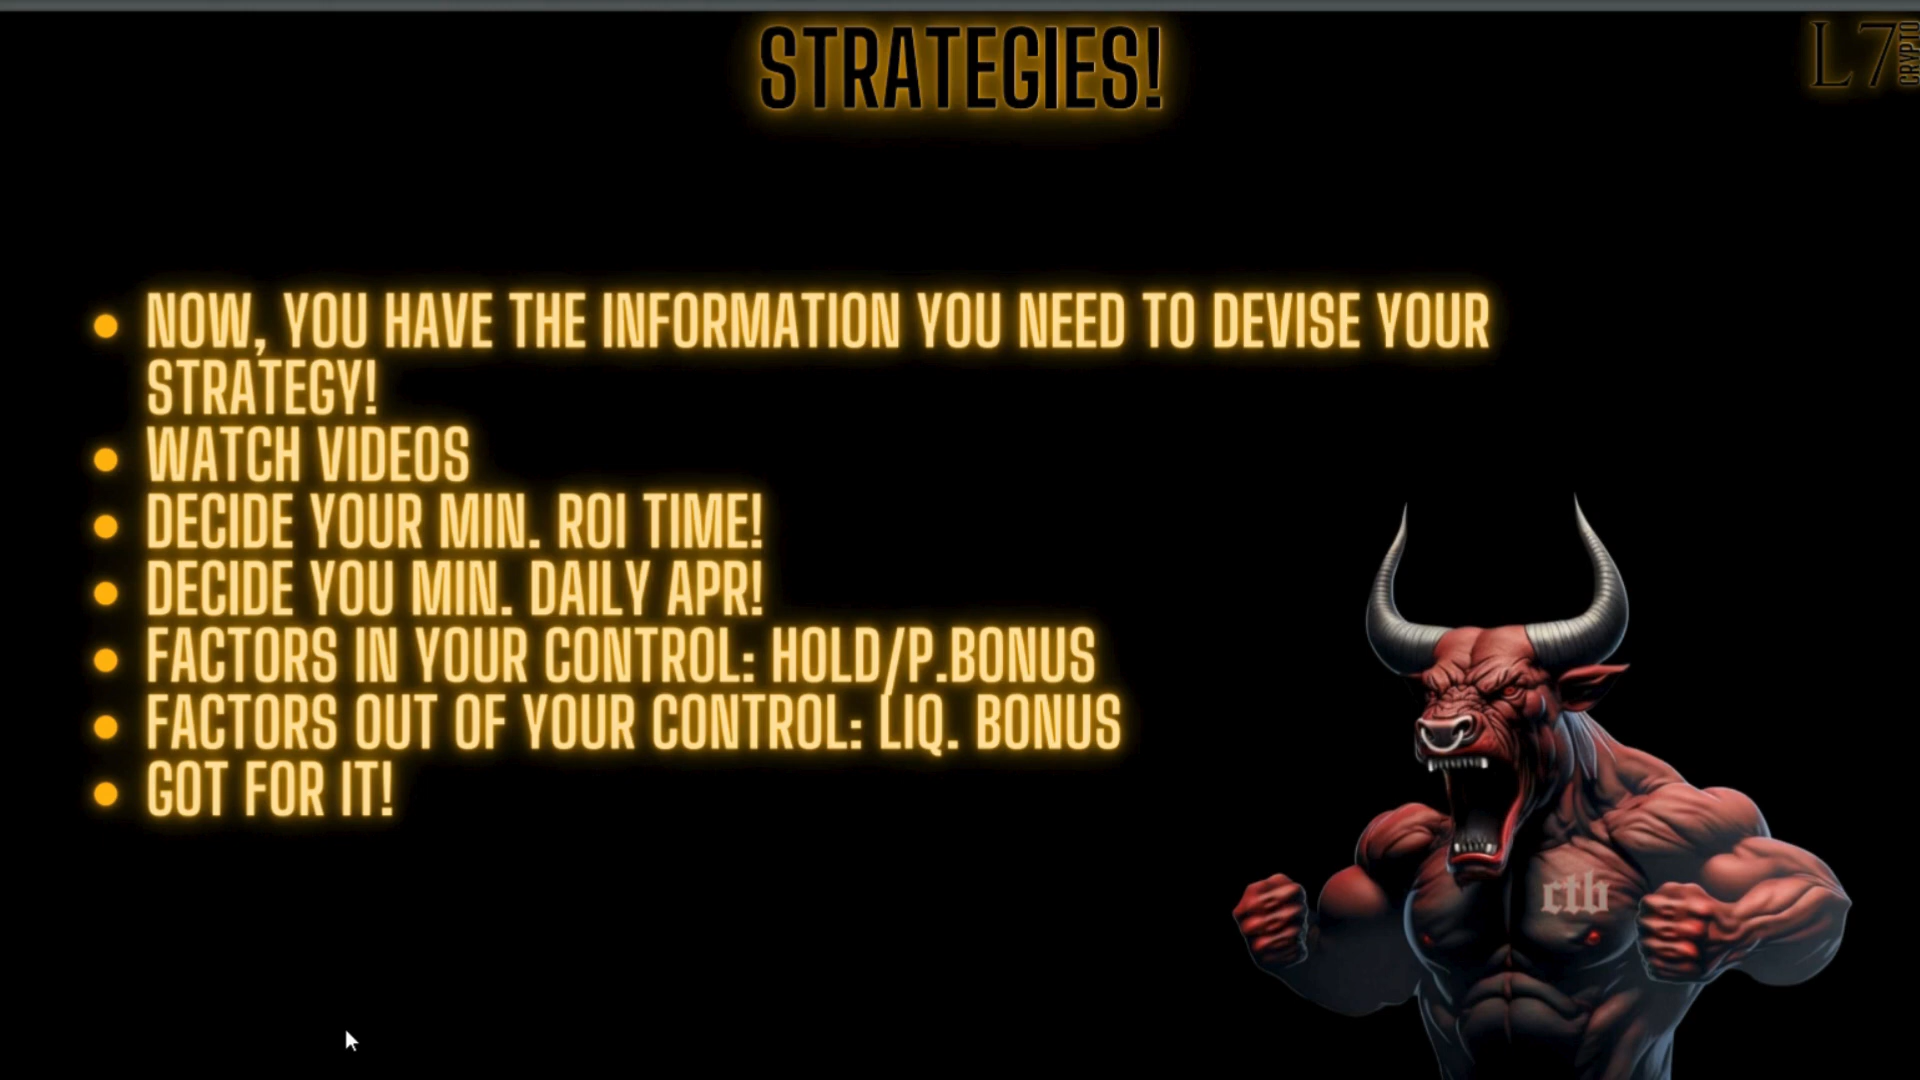 STRATEGIES!
L7
CRYPTO
NOW, YOU HAVE THE INFORMATION YOU NEED TO DEVISE YOUR
STRATEGY!
WATCH VIDEOS
DECIDE YOUR MIN. ROI TIME!
DECIDE YOU MIN. DAILY APR!
FACTORS IN YOUR CONTROL: HOLD/P.BONUS
FACTORS OUT OF YOUR CONTROL: LIQ. BONUS
GOT FOR IT!
ctb